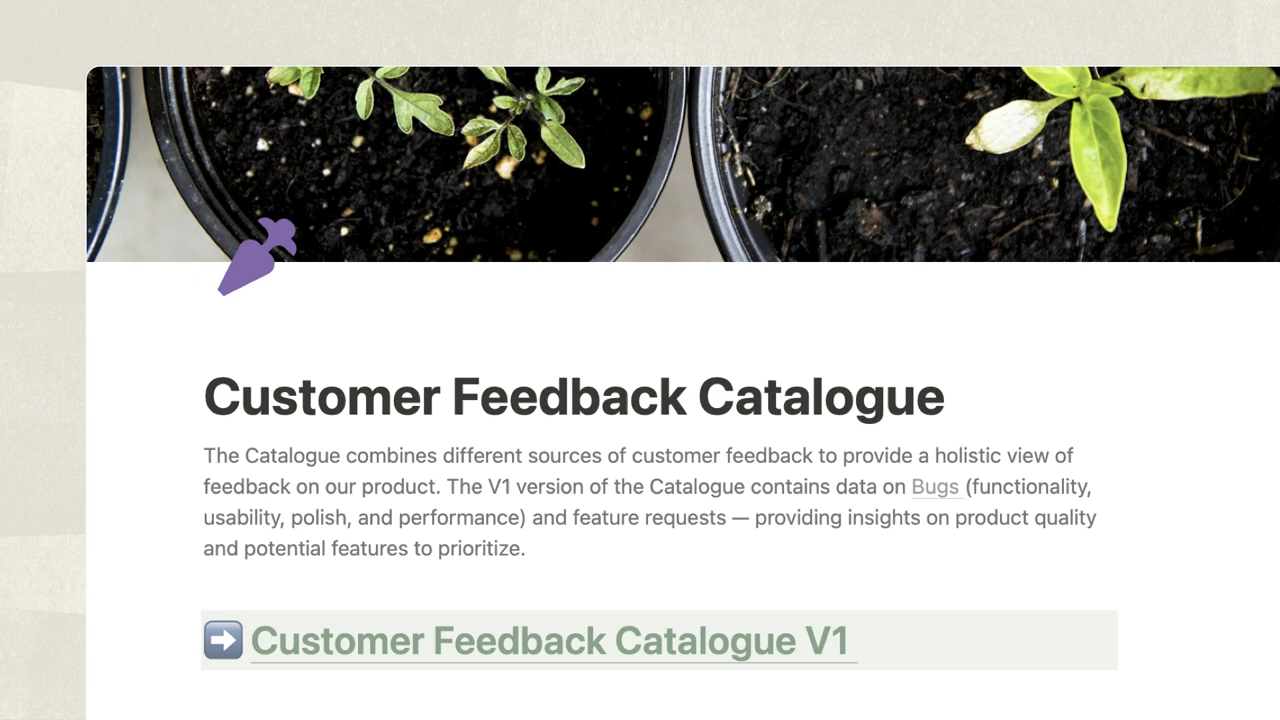 Customer Feedback Catalogue
The Catalogue combines different sources of customer feedback to provide a holistic view of
feedback on our product. The V1 version of the Catalogue contains data on Bugs (functionality,
usability, polish, and performance) and feature requests — providing insights on product quality
and potential features to prioritize.
➡️ Customer Feedback Catalogue V1